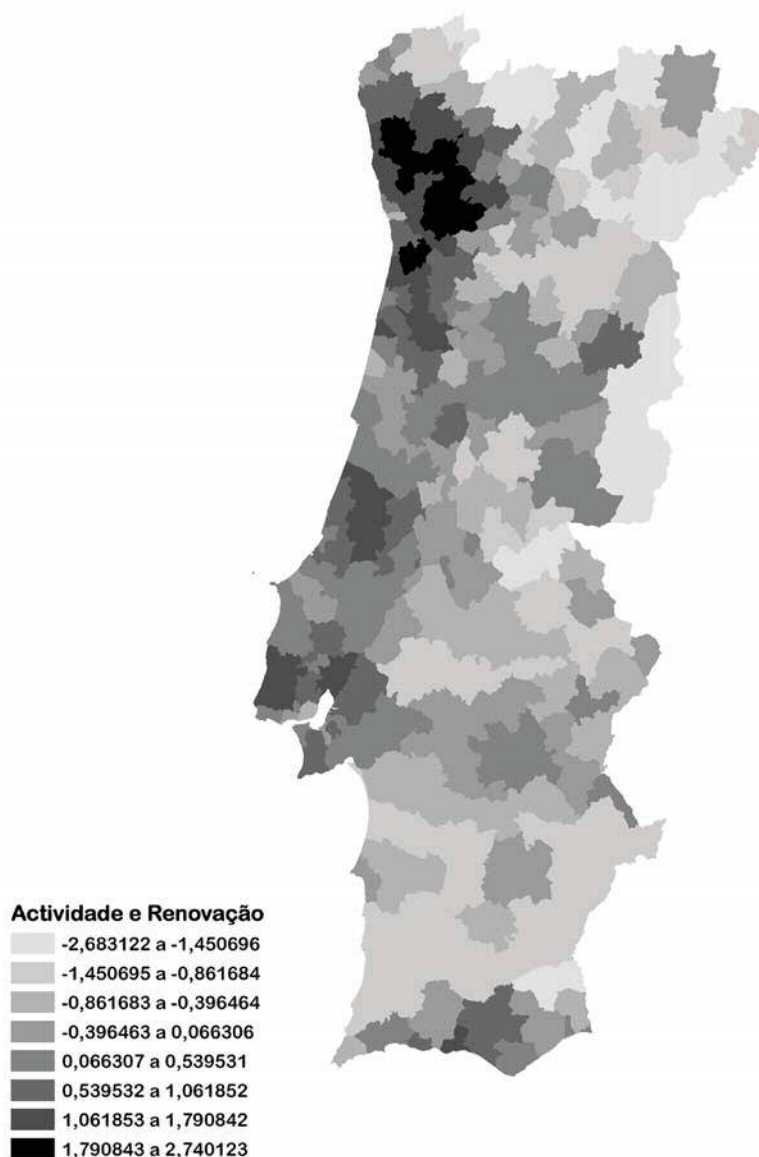 Actividade e Renovação
-2,683122 a -1,450696
-1,450695 a -0,861684
-0,861683 a -0,396464
-0,396463 a 0,066306
0,066307 a 0,539531
0,539532 a 1,061852
1,061853 a 1,790842
1,790843 a 2,740123